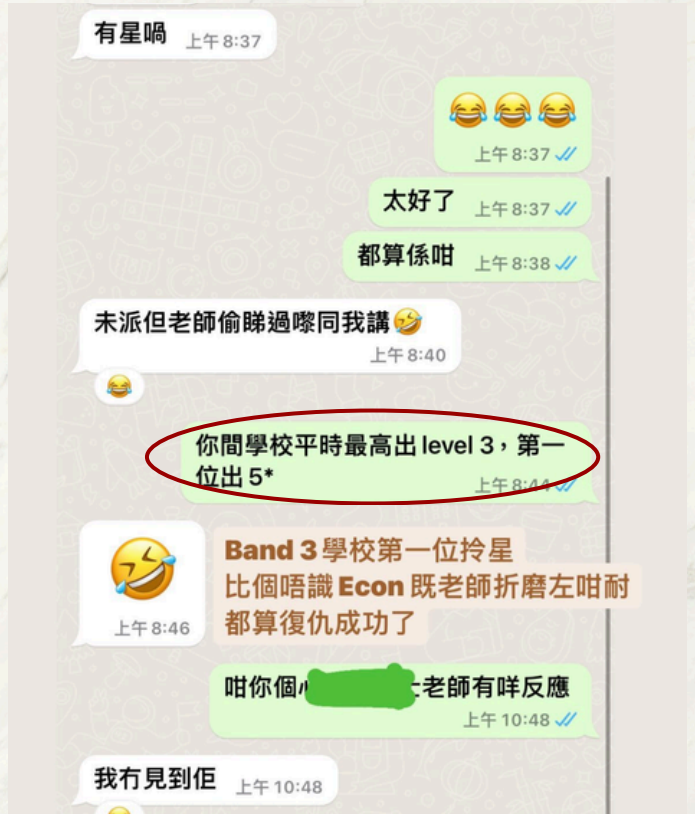 有星喎 上午8:37
😂😂😂
上午8:37
太好了 上午8:37
都算係咁 上午8:38
未派但老師偷睇過嚟同我講🤣
上午8:40
😂
你間學校平時最高出 level 3，第一
位出 5*
上午8:44
🤣
上午8:46
Band 3 學校第一位拎星
比個唔識 Econ 既老師折磨左咁耐
都算復仇成功了
咁你個 老師有咩反應
上午10:48
我冇見到佢 上午10:48